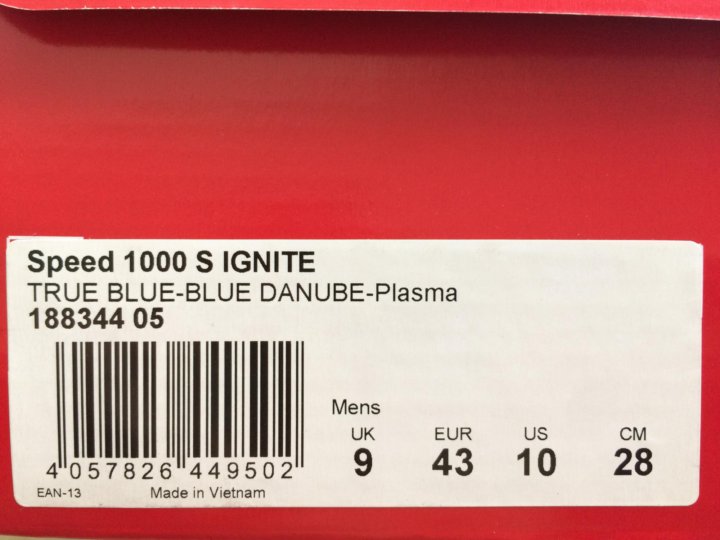 Speed 1000 S IGNITE
TRUE BLUE-BLUE DANUBE-Plasma
188344 05
4 057826 449502
EAN-13 Made in Vietnam
Mens
UK EUR US CM
9 43 10 28